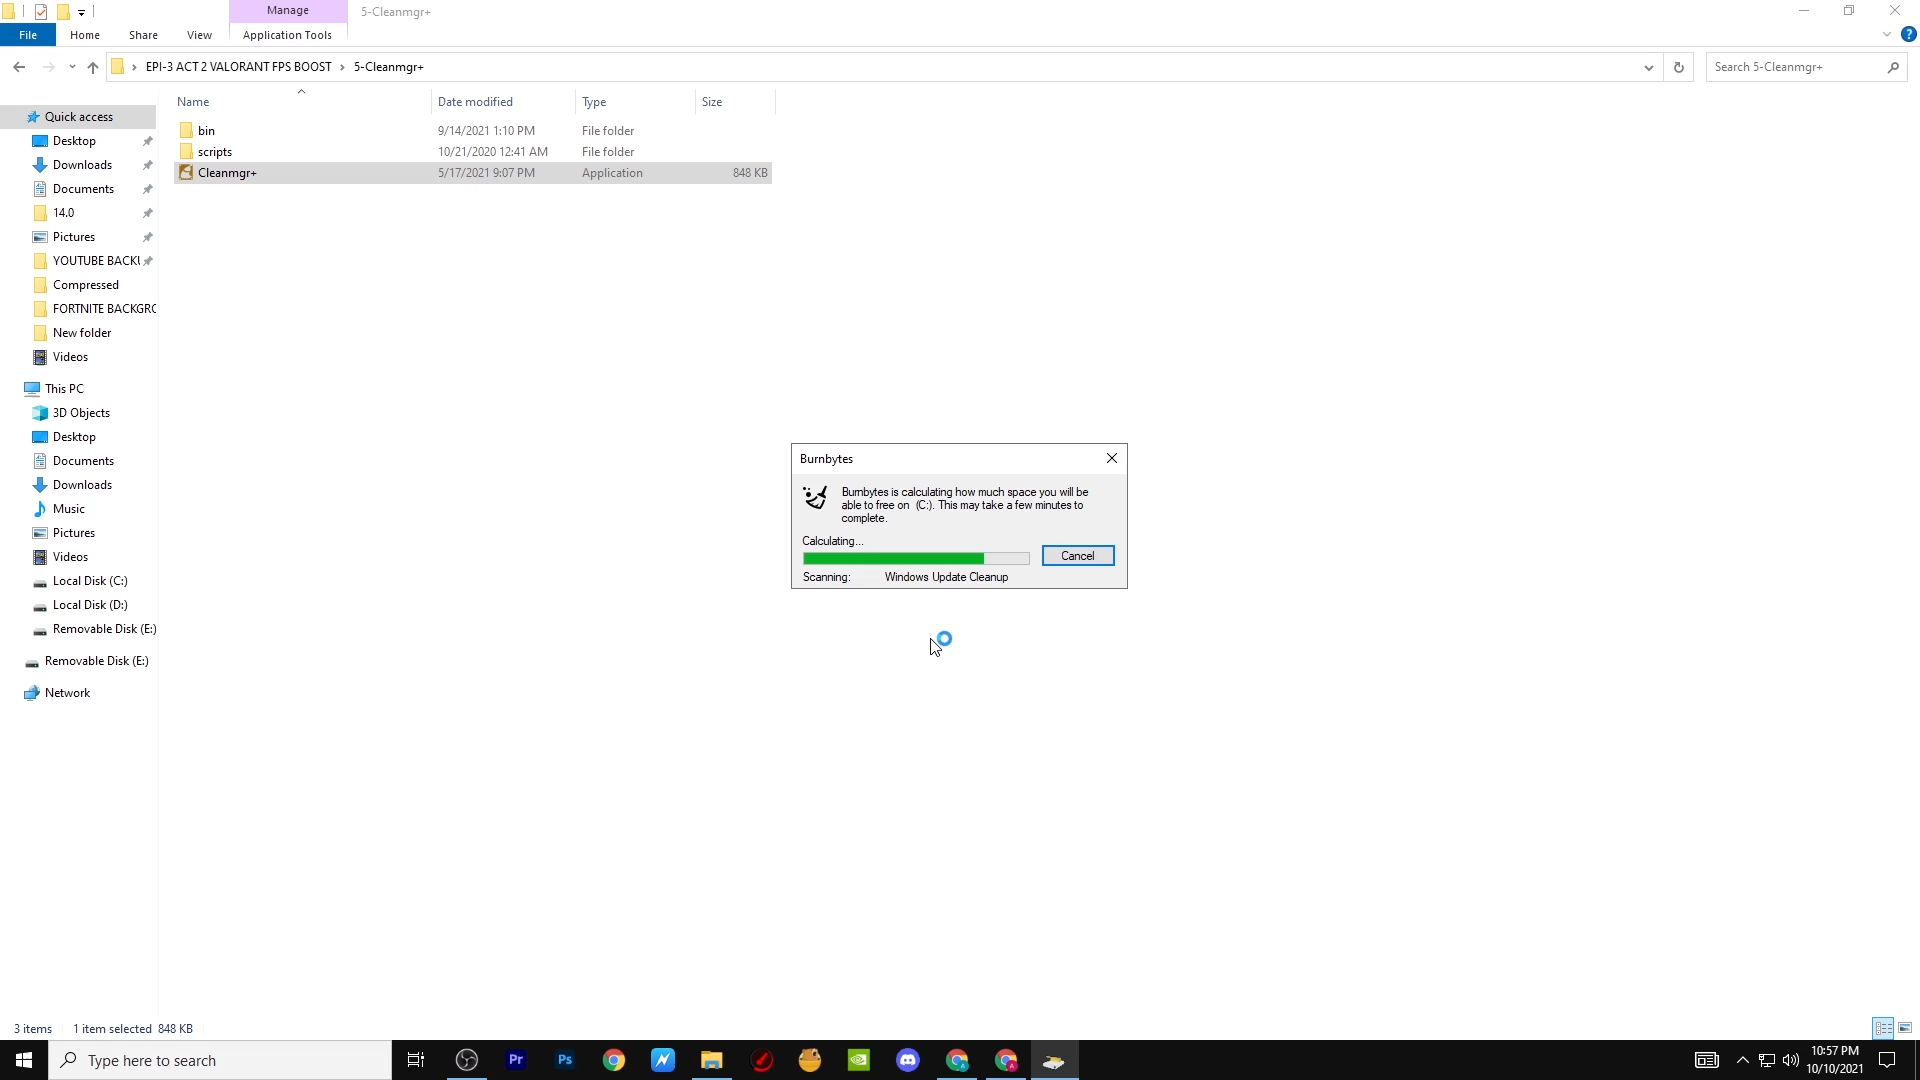 Manage
5-Cleanmgr+
File
Home
Share
View
Application Tools
EPI-3 ACT 2 VALORANT FPS BOOST
5-Cleanmgr+
Search 5-Cleanmgr+
Name
Date modified
Type
Size
bin
9/14/2021 1:10 PM
File folder
scripts
10/21/2020 12:41 AM
File folder
Cleanmgr+
5/17/2021 9:07 PM
Application
848 KB
Quick access
Desktop
Downloads
Documents
14.0
Pictures
YOUTUBE BACKU
Compressed
FORTNITE BACKGRO
New folder
Videos
This PC
3D Objects
Desktop
Documents
Downloads
Music
Pictures
Videos
Local Disk (C:)
Local Disk (D:)
Removable Disk (E:)
Removable Disk (E:)
Network
Burnbytes
Burnbytes is calculating how much space you will be
able to free on (C:). This may take a few minutes to
complete.
Calculating...
Cancel
Scanning: Windows Update Cleanup
3 items
1 item selected 848 KB
Type here to search
Pr
Ps
10:57 PM
10/10/2021